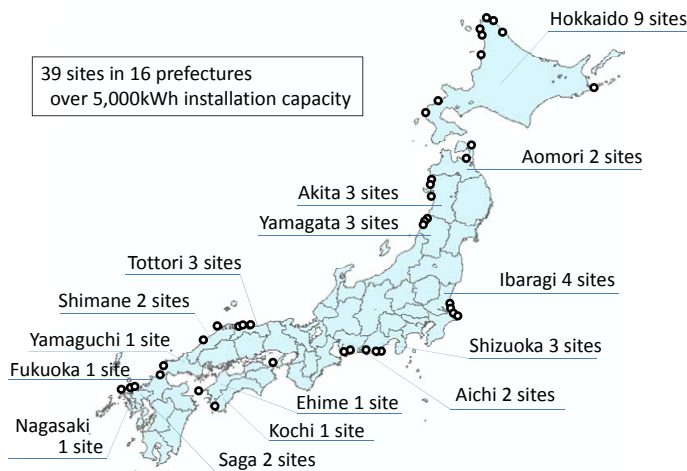 Hokkaido 9 sites
39 sites in 16 prefectures
over 5,000kWh installation capacity
Aomori 2 sites
Akita 3 sites
Yamagata 3 sites
Tottori 3 sites
Ibaragi 4 sites
Shimane 2 sites
Yamaguchi 1 site
Shizuoka 3 sites
Fukuoka 1 site
Aichi 2 sites
Ehime 1 site
Nagasaki
1 site
Kochi 1 site
Saga 2 sites